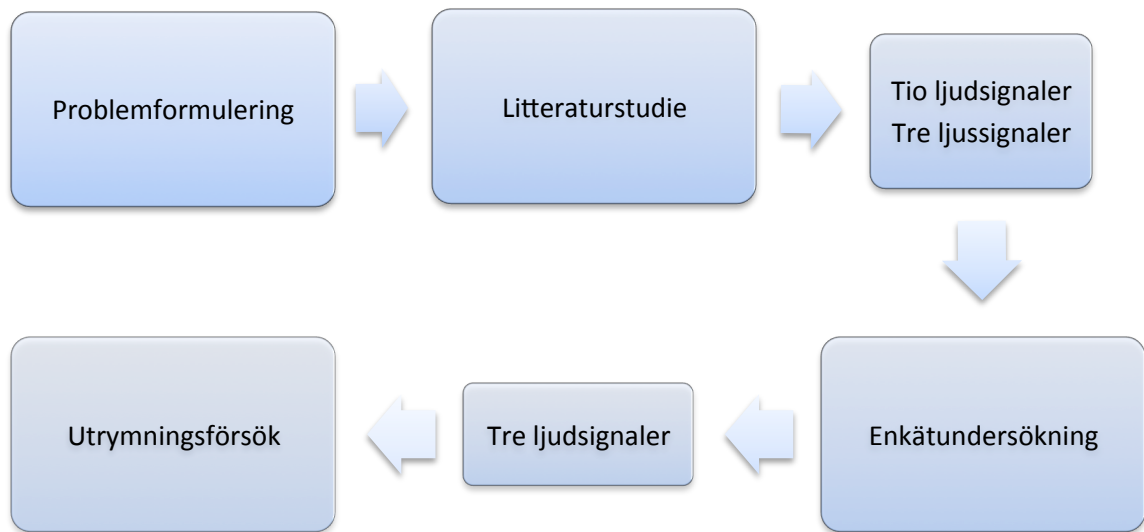 Problemformulering
Litteraturstudie
Tio ljudsignaler
Tre ljussignaler
Enkätundersökning
Tre ljudsignaler
Utrymningsförsök